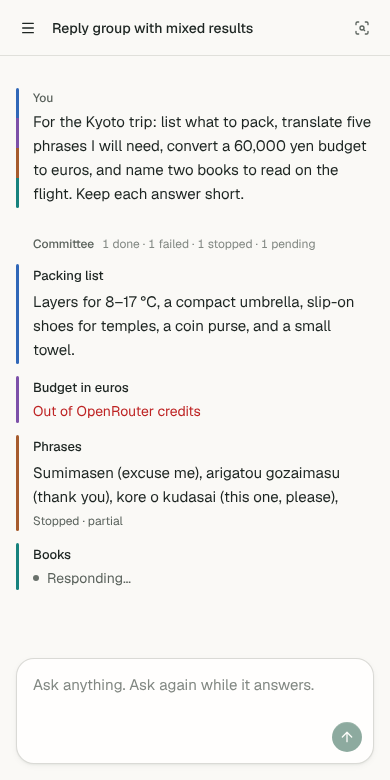 Reply group with mixed results
You
For the Kyoto trip: list what to pack, translate five
phrases I will need, convert a 60,000 yen budget
to euros, and name two books to read on the
flight. Keep each answer short.
Committee 1 done · 1 failed · 1 stopped · 1 pending
Packing list
Layers for 8–17 °C, a compact umbrella, slip-on
shoes for temples, a coin purse, and a small
towel.
Budget in euros
Out of OpenRouter credits
Phrases
Sumimasen (excuse me), arigatou gozaimasu
(thank you), kore o kudasai (this one, please),
Stopped · partial
Books
Responding...
Ask anything. Ask again while it answers.